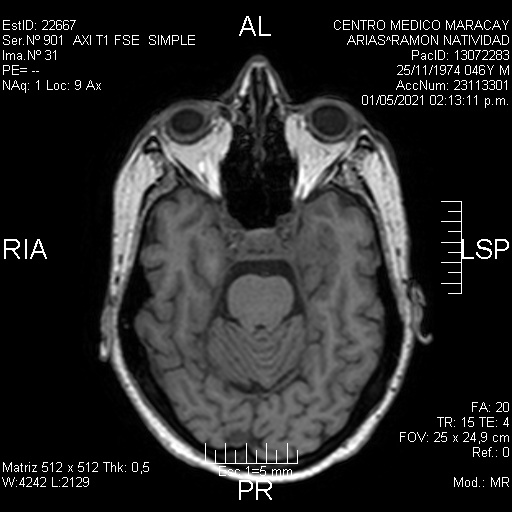 EstID: 22667
Ser.Nº 901 AXI T1 FSE SIMPLE
Ima.Nº 31
PE= --
NAq: 1 Loc: 9 Ax
AL
CENTRO MEDICO MARACAY
ARIAS^RAMON NATIVIDAD
PacID: 13072283
25/11/1974 046Y M
AccNum: 23113301
01/05/2021 02:13:11 p.m.
RIA
LSP
FA: 20
TR: 15 TE: 4
FOV: 25 x 24,9 cm
Ref.: 0
Mod.: MR
Matriz 512 x 512 Thk: 0,5
W:4242 L:2129
Esc 1=5 mm
PR